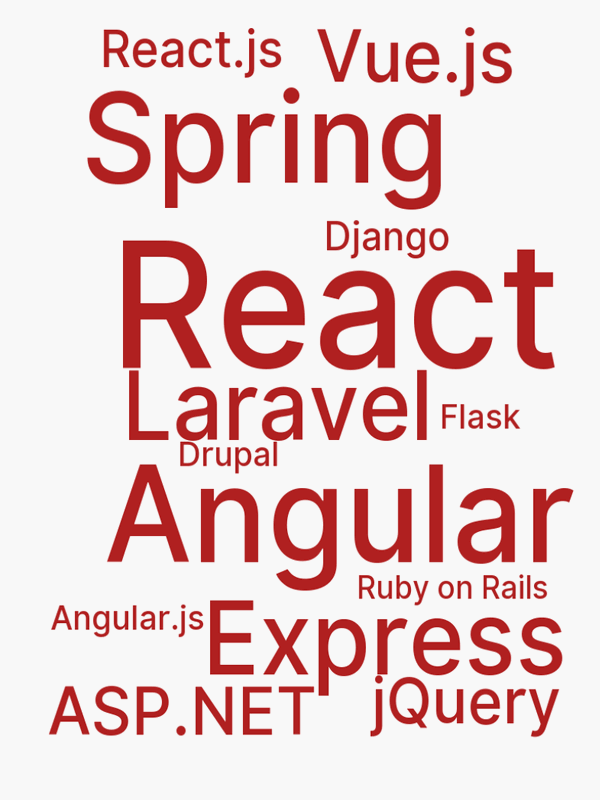 React.js
Vue.js
Spring
Django
React
Laravel
Flask
Drupal
Angular
Ruby on Rails
Angular.js
Express
ASP.NET
jQuery